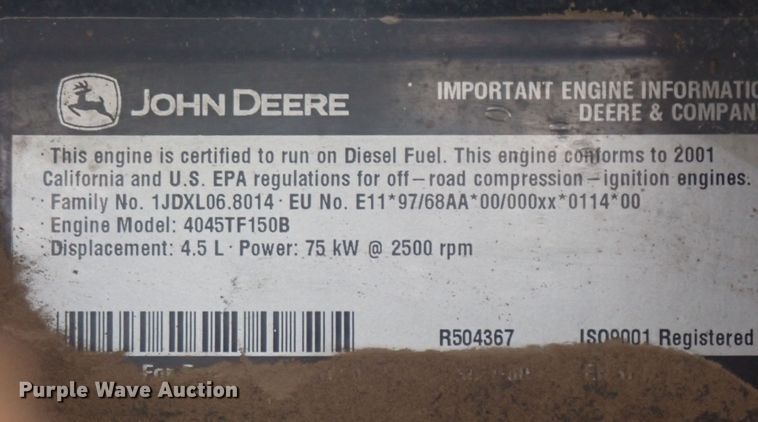 JOHN DEERE
IMPORTANT ENGINE INFORMATIO
DEERE & COMPAN
· This engine is certified to run on Diesel Fuel. This engine conforms to 2001
California and U.S. EPA regulations for off-road compression-ignition engines.
· Family No. 1JDXL06.8014 · EU No. E11*97/68AA*00/000xx*0114*00
· Engine Model: 4045TF150B
· Displacement: 4.5 L · Power: 75 kW @ 2500 rpm
R504367 ISO9001 Registered
For
Purple Wave Auction